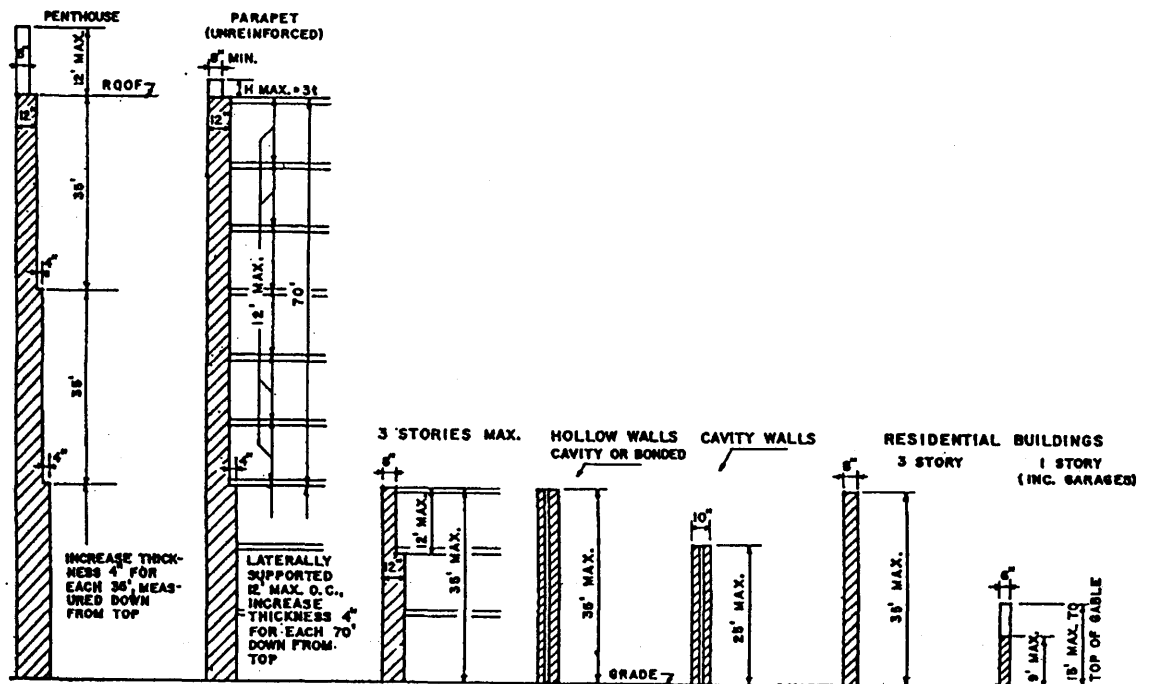 PENTHOUSE
8"
12' MAX.
ROOF
12"
35'
4"
35'
4"
INCREASE THICK-
NESS 4" FOR
EACH 35', MEAS-
URED DOWN
FROM TOP
PARAPET
(UNREINFORCED)
8" MIN.
H MAX. = 3t
12"
12' MAX.
70'
4"
LATERALLY
SUPPORTED
12' MAX. O.C.,
INCREASE
THICKNESS 4"
FOR EACH 70'
DOWN FROM
TOP
3 STORIES MAX.
8"
12' MAX.
12"
35' MAX.
HOLLOW WALLS
CAVITY OR BONDED
35' MAX.
GRADE
CAVITY WALLS
10"
25' MAX.
RESIDENTIAL BUILDINGS
3 STORY
8"
35' MAX.
1 STORY
(INC. GARAGES)
6"
9' MAX.
15' MAX. TO
TOP OF GABLE